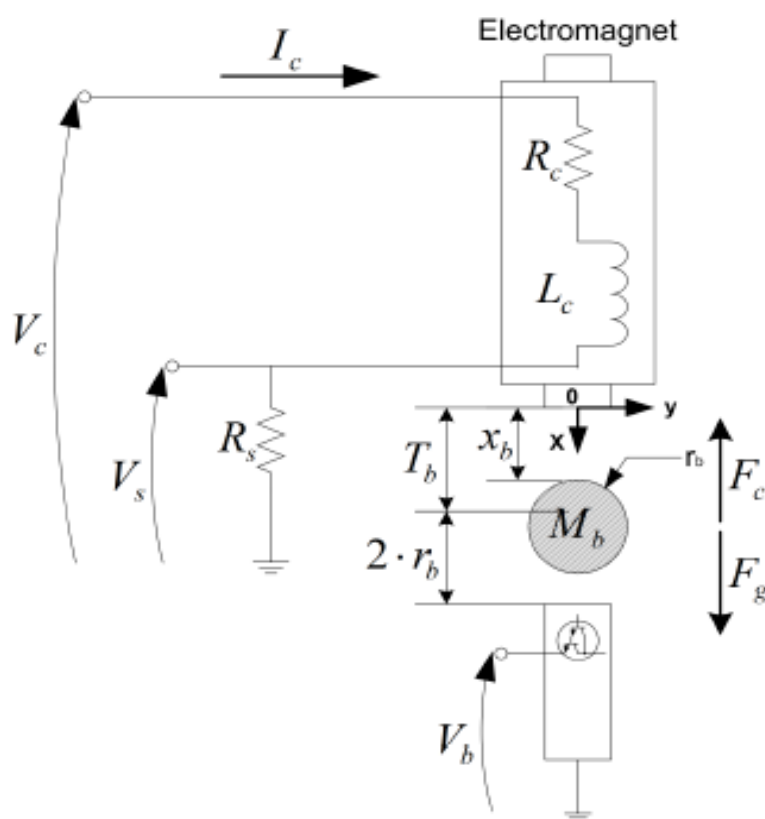 Electromagnet
I_c
R_c
L_c
V_c
0
y
x
R_s
T_b
x_b
r_b
F_c
V_s
M_b
2 · r_b
F_g
V_b